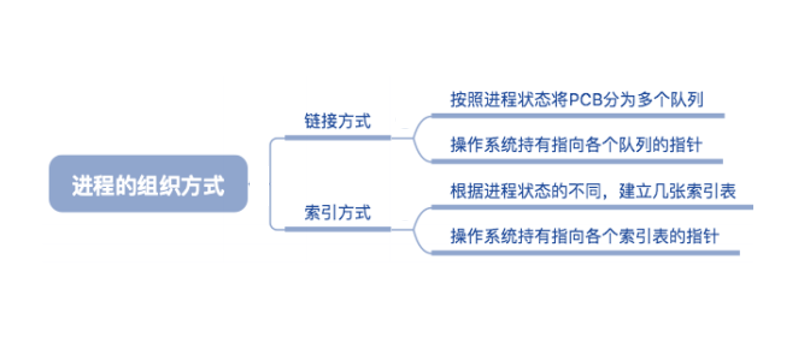 进程的组织方式
链接方式
按照进程状态将PCB分为多个队列
操作系统持有指向各个队列的指针
索引方式
根据进程状态的不同，建立几张索引表
操作系统持有指向各个索引表的指针